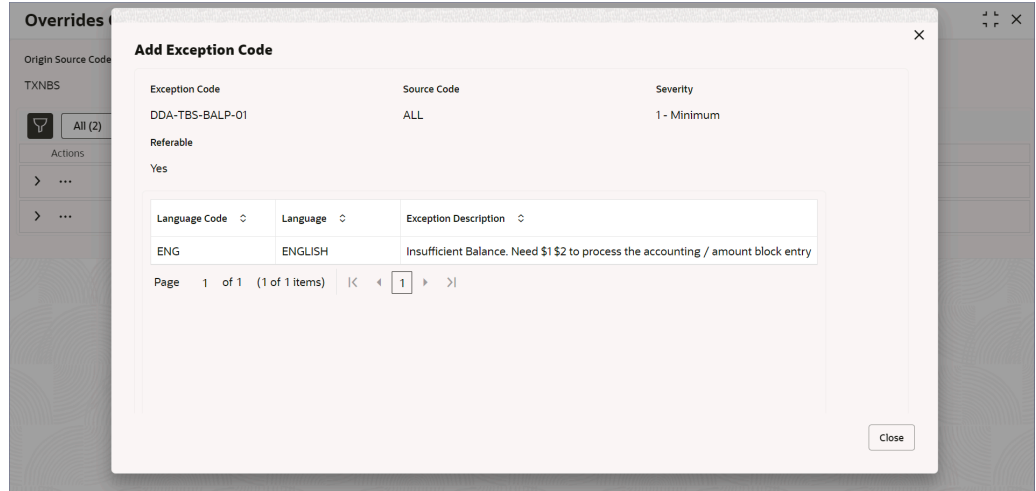 Overrides
Origin Source Code
TXNBS
All (2)
Actions
Add Exception Code
Exception Code Source Code Severity
DDA-TBS-BALP-01 ALL 1 - Minimum
Referable
Yes
Language Code Language Exception Description
ENG ENGLISH Insufficient Balance. Need $1 $2 to process the accounting / amount block entry
Page 1 of 1 (1 of 1 items) 1
Close